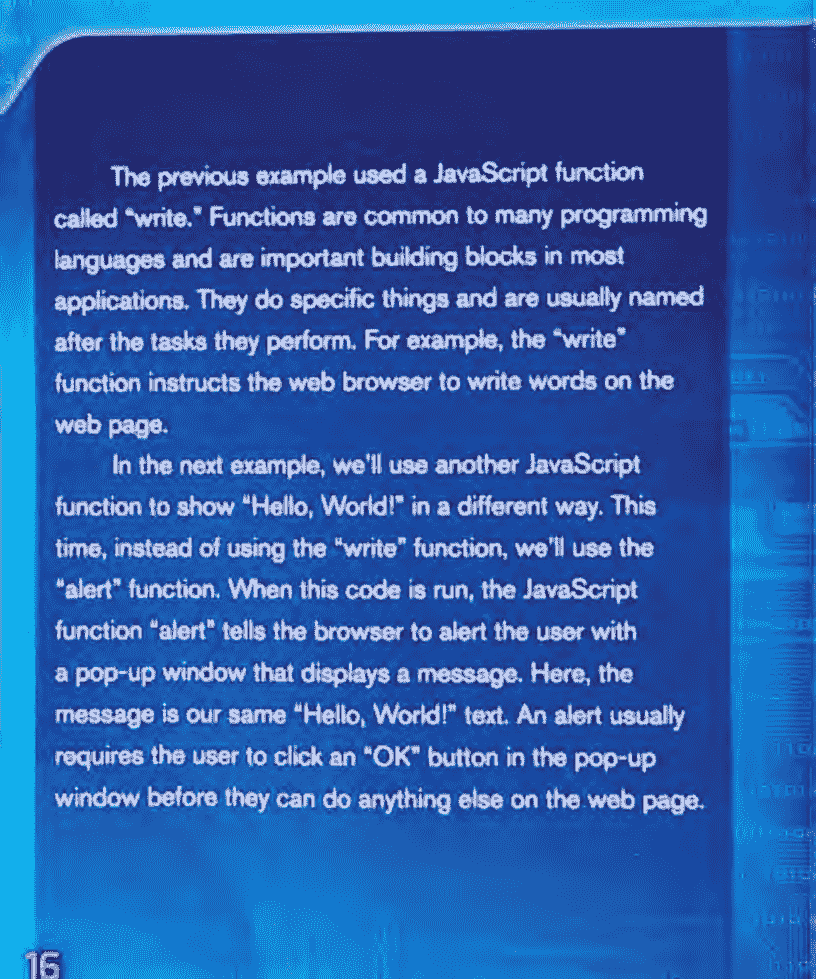 The previous example used a JavaScript function
called “write.” Functions are common to many programming
languages and are important building blocks in most
applications. They do specific things and are usually named
after the tasks they perform. For example, the “write”
function instructs the web browser to write words on the
web page.
In the next example, we’ll use another JavaScript
function to show “Hello, World!” in a different way. This
time, instead of using the “write” function, we’ll use the
“alert” function. When this code is run, the JavaScript
function “alert” tells the browser to alert the user with
a pop-up window that displays a message. Here, the
message is our same “Hello, World!” text. An alert usually
requires the user to click an “OK” button in the pop-up
window before they can do anything else on the web page.
16